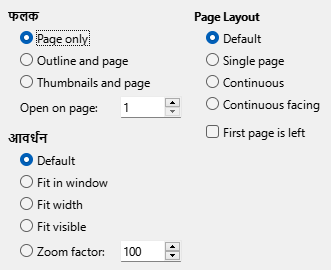 फलक
Page only
Outline and page
Thumbnails and page
Open on page: 1
आवर्धन
Default
Fit in window
Fit width
Fit visible
Zoom factor: 100
Page Layout
Default
Single page
Continuous
Continuous facing
First page is left